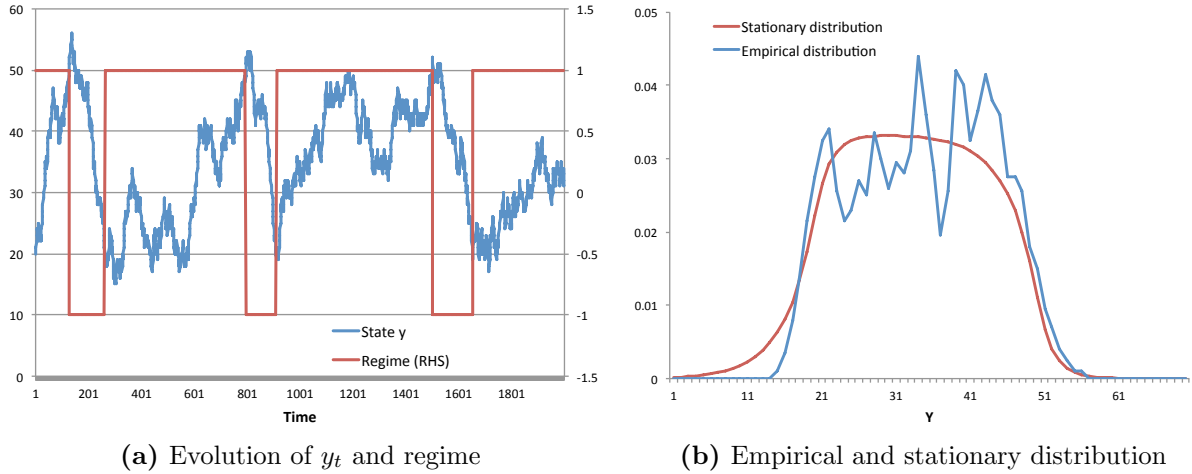 60
50
40
30
20
10
0
1.5
1
0.5
0
-0.5
-1
-1.5
State y
Regime (RHS)
1 201 401 601 801 1001 1201 1401 1601 1801
Time
(a) Evolution of y_t and regime
0.05
0.04
0.03
0.02
0.01
0
Stationary distribution
Empirical distribution
1 11 21 31 41 51 61
Y
(b) Empirical and stationary distribution